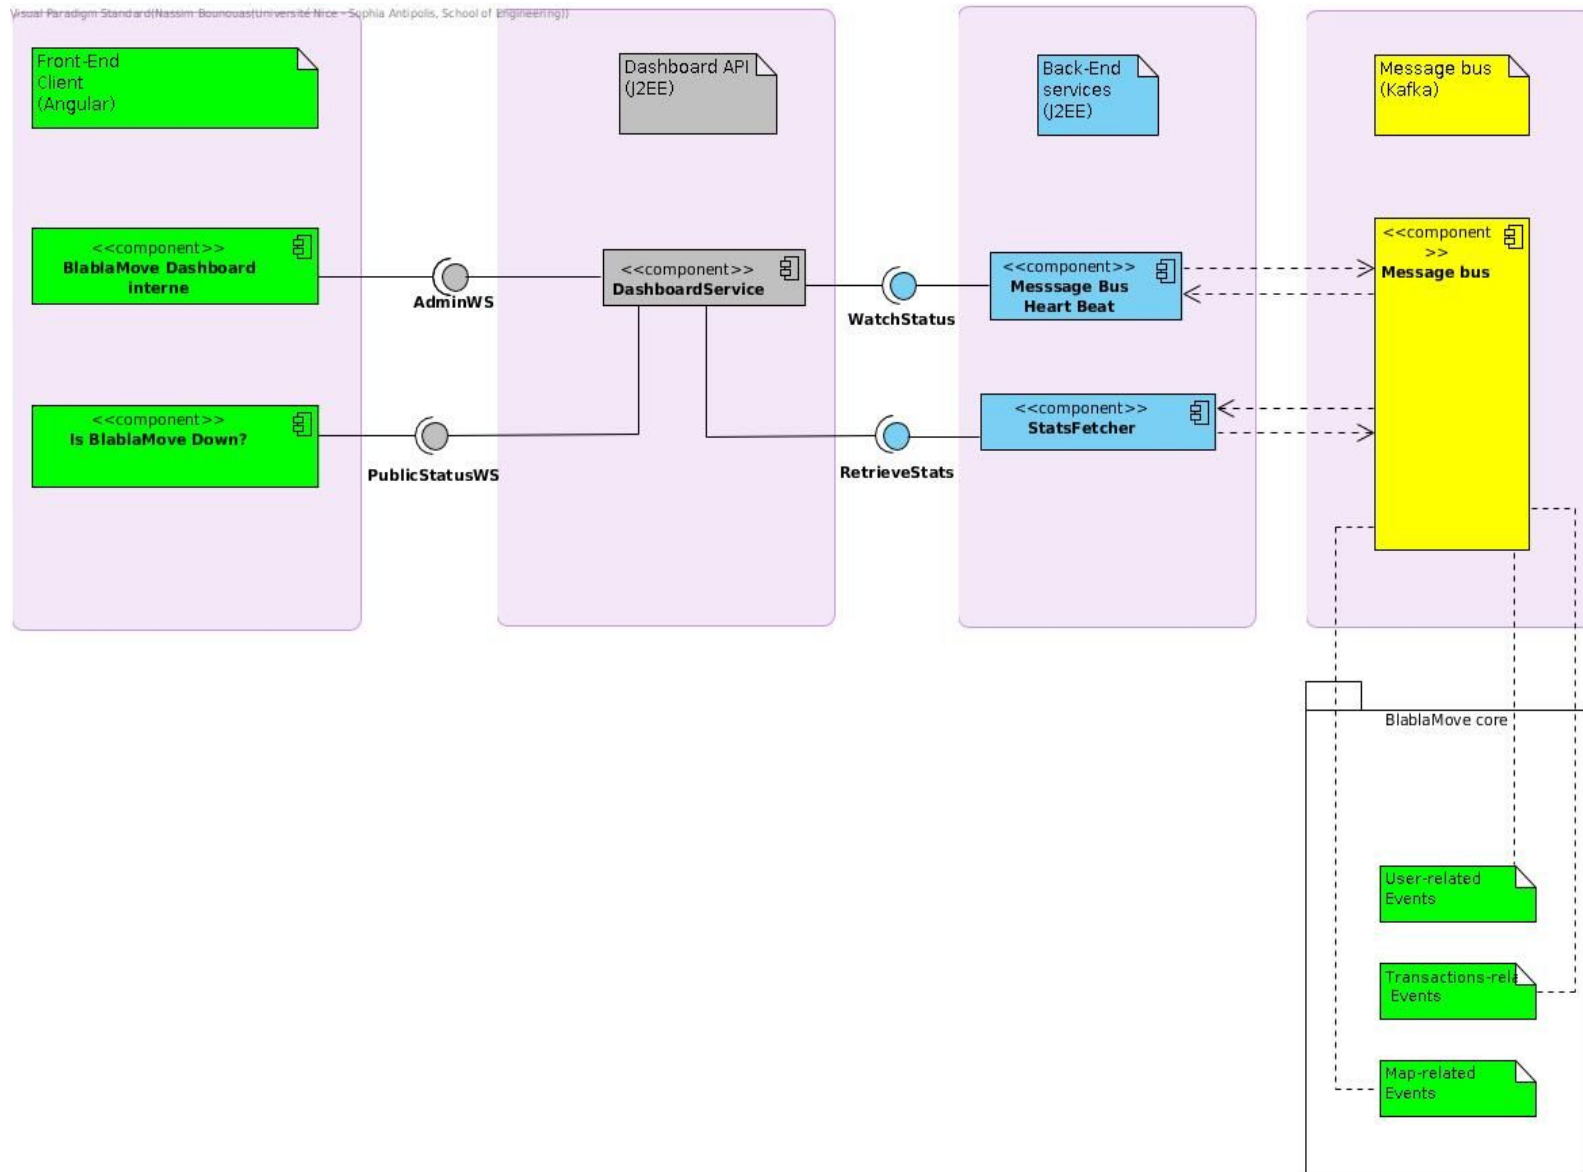 Visual Paradigm Standard(Nassim Bounouas(Université Nice - Sophia Antipolis, School of Engineering))
Front-End
Client
(Angular)
Dashboard API
(J2EE)
Back-End
services
(J2EE)
Message bus
(Kafka)
<<component>>
BlablaMove Dashboard
interne
AdminWS
<<component>>
DashboardService
WatchStatus
<<component>>
Messsage Bus
Heart Beat
<<component
>>
Message bus
<<component>>
Is BlablaMove Down?
PublicStatusWS
RetrieveStats
<<component>>
StatsFetcher
BlablaMove core
User-related
Events
Transactions-rela
Events
Map-related
Events